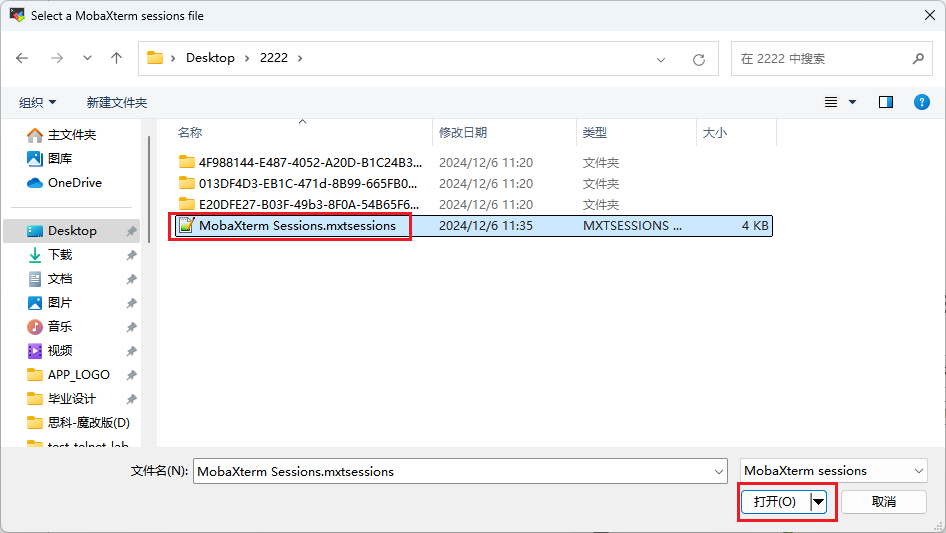 Select a MobaXterm sessions file
Desktop 2222
在 2222 中搜索
组织 新建文件夹
主文件夹
图库
OneDrive
Desktop
下载
文档
图片
音乐
视频
APP_LOGO
毕业设计
思科-魔改版(D)
test-telnet-lab
名称 修改日期 类型 大小
4F988144-E487-4052-A20D-B1C24B3... 2024/12/6 11:20 文件夹
013DF4D3-EB1C-471d-8B99-665FB0... 2024/12/6 11:20 文件夹
E20DFE27-B03F-49b3-8F0A-54B65F6... 2024/12/6 11:20 文件夹
MobaXterm Sessions.mxtsessions 2024/12/6 11:35 MXTSESSIONS ... 4 KB
文件名(N): MobaXterm Sessions.mxtsessions MobaXterm sessions
打开(O) 取消